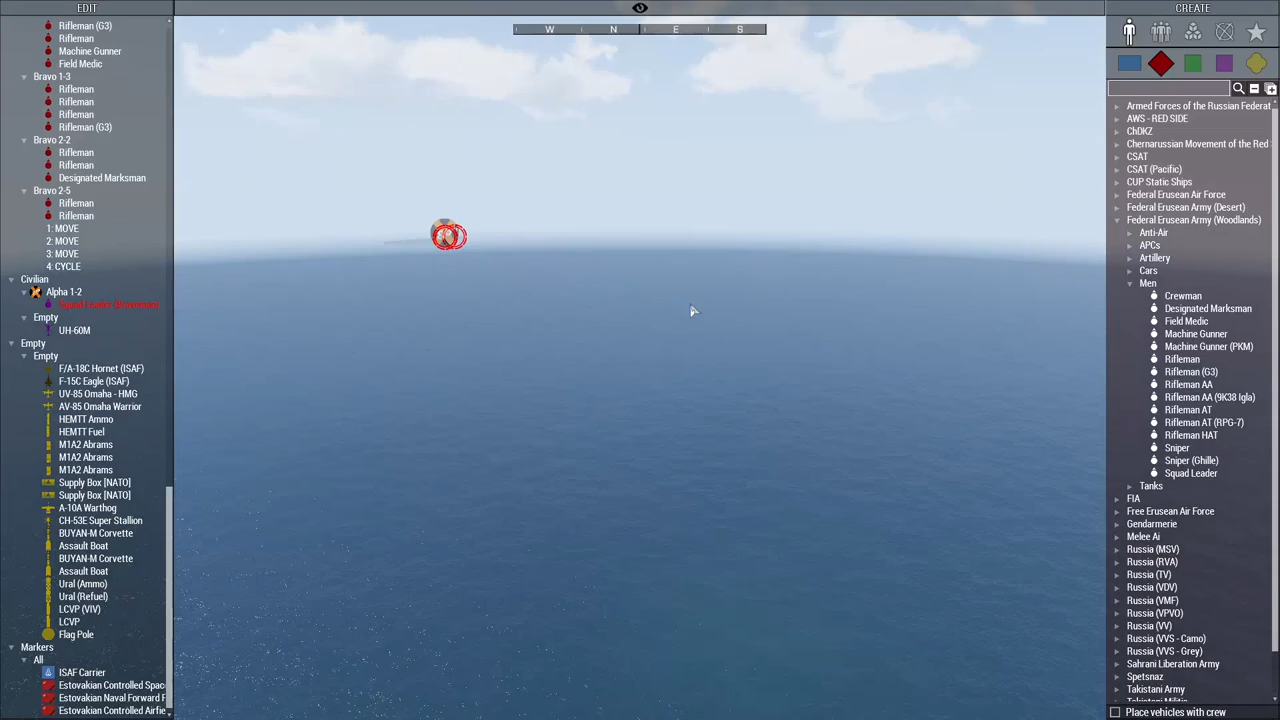 EDIT
Rifleman (G3)
Rifleman
Machine Gunner
Field Medic
Bravo 1-3
Rifleman
Rifleman
Rifleman
Rifleman (G3)
Bravo 2-2
Rifleman
Rifleman
Designated Marksman
Bravo 2-5
Rifleman
Rifleman
1: MOVE
2: MOVE
3: MOVE
4: CYCLE
Civilian
Alpha 1-2
Squad Leader
Empty
UH-60M
Empty
Empty
F/A-18C Hornet (ISAF)
F-15C Eagle (ISAF)
UV-85 Omaha - HMG
AV-85 Omaha Warrior
HEMTT Ammo
HEMTT Fuel
M1A2 Abrams
M1A2 Abrams
M1A2 Abrams
Supply Box [NATO]
Supply Box [NATO]
A-10A Warthog
CH-53E Super Stallion
BUYAN-M Corvette
Assault Boat
BUYAN-M Corvette
Assault Boat
Ural (Ammo)
Ural (Refuel)
LCVP (VIV)
LCVP
Flag Pole
Markers
All
ISAF Carrier
Estovakian Controlled Spac
Estovakian Naval Forward F
Estovakian Controlled Airfie
W N E S
CREATE
Armed Forces of the Russian Federat
AWS - RED SIDE
ChDKZ
Chernarussian Movement of the Red
CSAT
CSAT (Pacific)
CUP Static Ships
Federal Erusean Air Force
Federal Erusean Army (Desert)
Federal Erusean Army (Woodlands)
Anti-Air
APCs
Artillery
Cars
Men
Crewman
Designated Marksman
Field Medic
Machine Gunner
Machine Gunner (PKM)
Rifleman
Rifleman (G3)
Rifleman AA
Rifleman AA (9K38 Igla)
Rifleman AT
Rifleman AT (RPG-7)
Rifleman HAT
Sniper
Sniper (Ghille)
Squad Leader
Tanks
FIA
Free Erusean Air Force
Gendarmerie
Melee Ai
Russia (MSV)
Russia (RVA)
Russia (TV)
Russia (VDV)
Russia (VMF)
Russia (VPVO)
Russia (VV)
Russia (VVS - Camo)
Russia (VVS - Grey)
Sahrani Liberation Army
Spetsnaz
Takistani Army
Place vehicles with crew